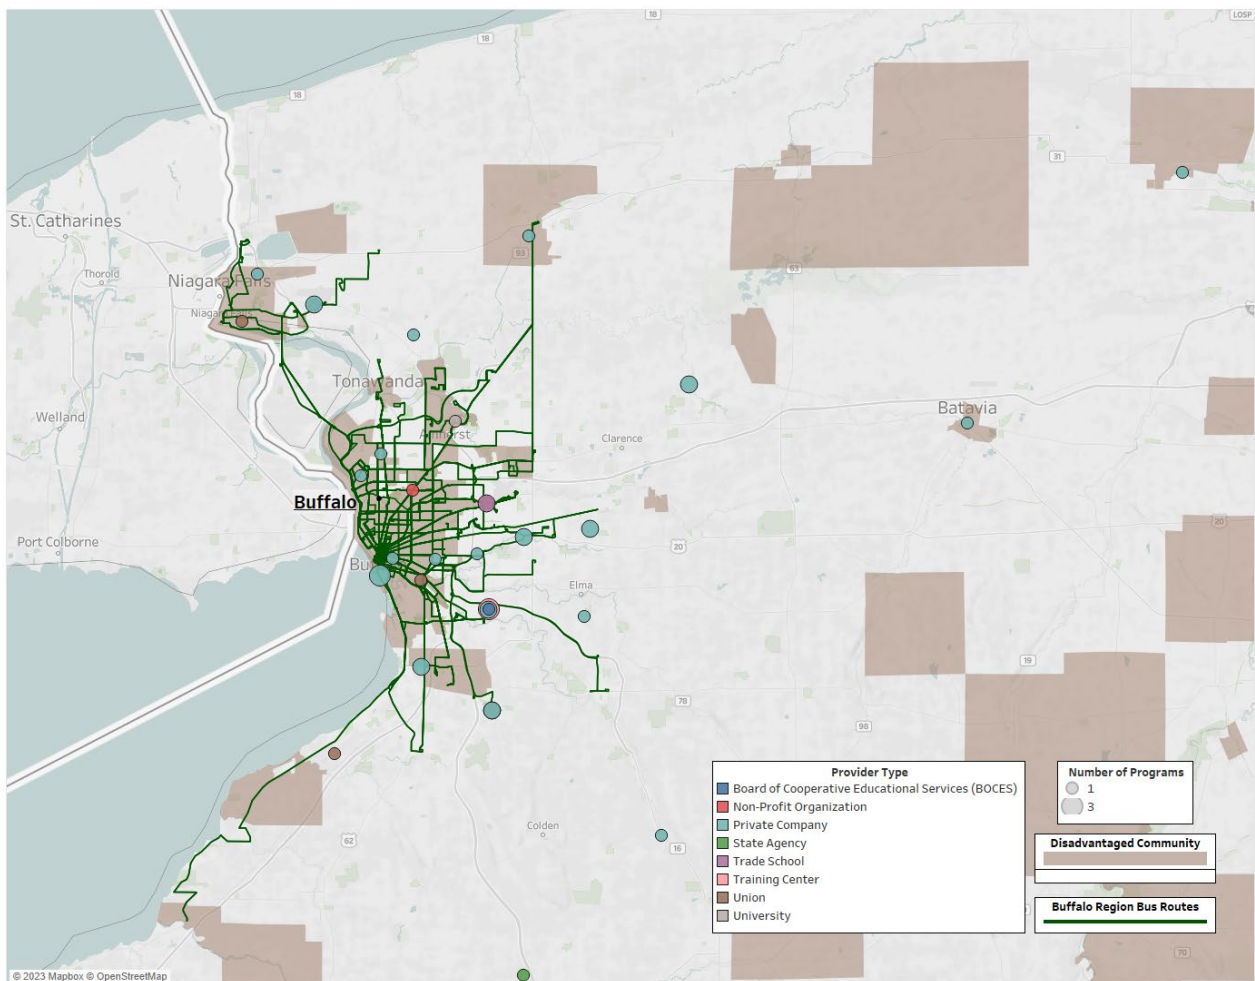 18
LOSP
18
18
31
St. Catharines
93
Thorold
Niagara Falls
63
Niagara Falls
Tonawanda
Welland
Batavia
Amherst
Clarence
Buffalo
Port Colborne
20
20
Bu
Elma
19
78
98
Provider Type
Board of Cooperative Educational Services (BOCES)
Non-Profit Organization
Private Company
State Agency
Trade School
Training Center
Union
University
Number of Programs
1
3
Disadvantaged Community
Buffalo Region Bus Routes
Colden
62
16
70
© 2023 Mapbox © OpenStreetMap